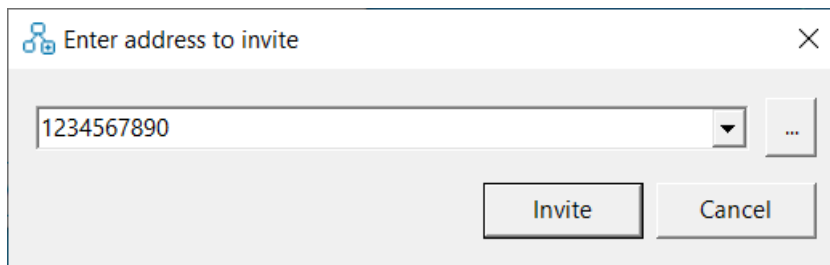 Enter address to invite
1234567890
...
Invite
Cancel